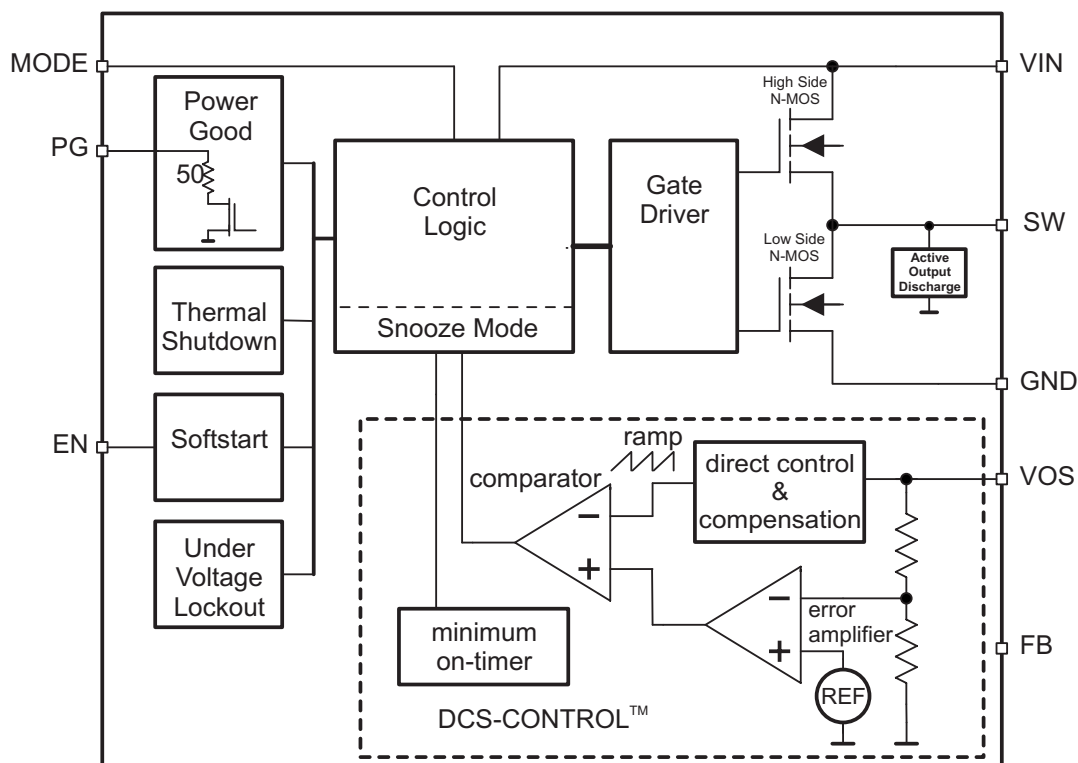 MODE
VIN
High Side
N-MOS
Power
Good
PG
50
Control
Logic
Gate
Driver
SW
Low Side
N-MOS
Active
Output
Discharge
Thermal
Shutdown
Snooze Mode
GND
EN
Softstart
ramp
direct control
&
compensation
VOS
comparator
−
+
Under
Voltage
Lockout
−
error
amplifier
+
minimum
on-timer
FB
REF
DCS-CONTROL™